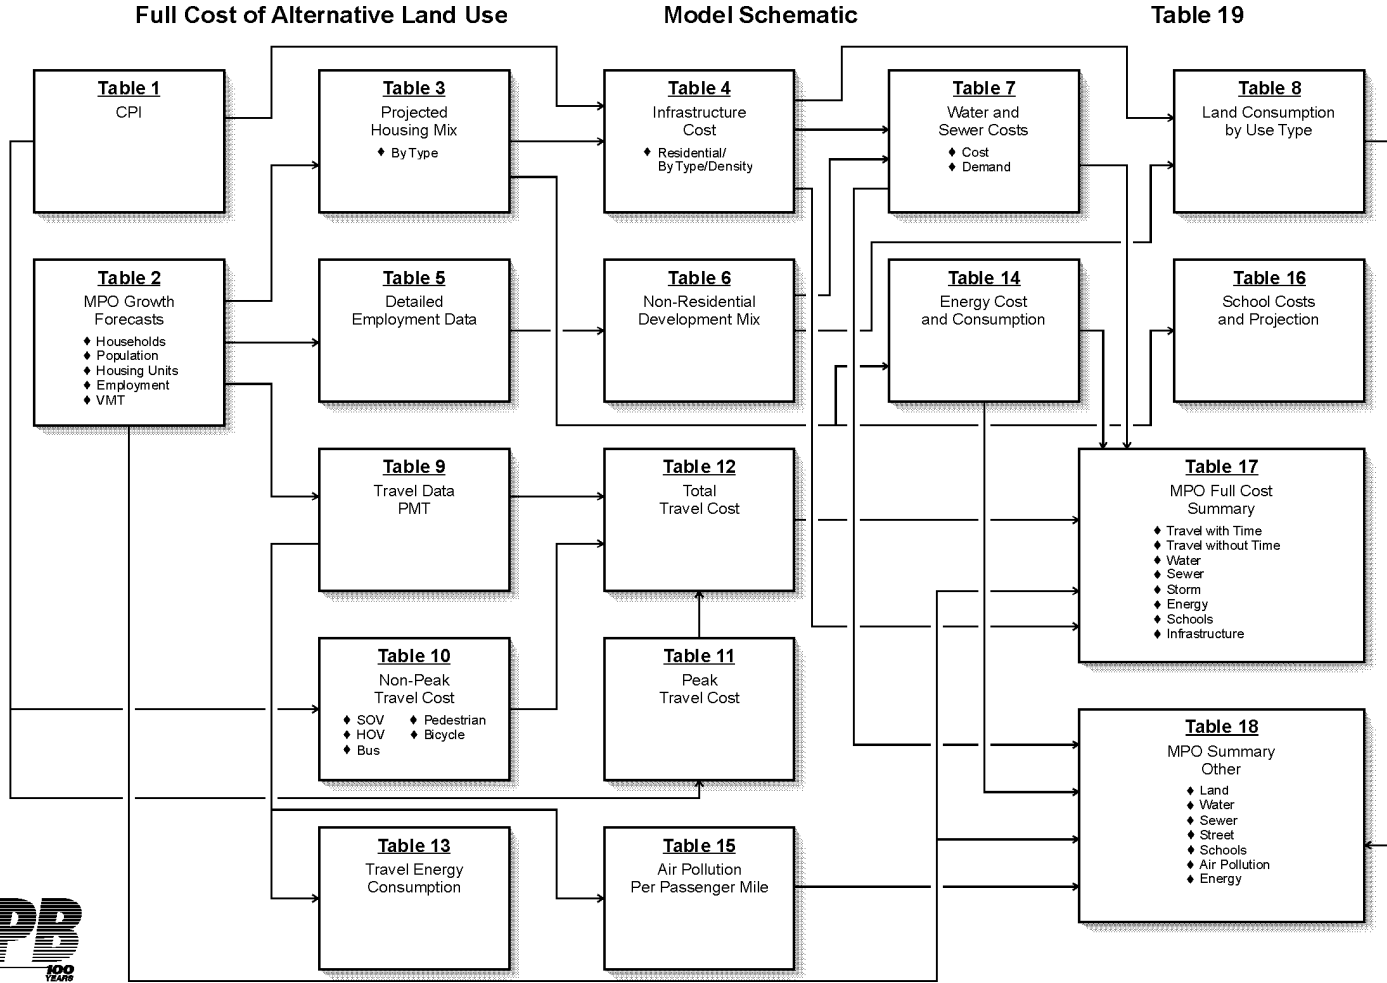 Full Cost of Alternative Land Use Model Schematic Table 19
Table 1
CPI
Table 3
Projected
Housing Mix
♦ By Type
Table 4
Infrastructure
Cost
♦ Residential/
By Type/Density
Table 7
Water and
Sewer Costs
♦ Cost
♦ Demand
Table 8
Land Consumption
by Use Type
Table 2
MPO Growth
Forecasts
♦ Households
♦ Population
♦ Housing Units
♦ Employment
♦ VMT
Table 5
Detailed
Employment Data
Table 6
Non-Residential
Development Mix
Table 14
Energy Cost
and Consumption
Table 16
School Costs
and Projection
Table 9
Travel Data
PMT
Table 12
Total
Travel Cost
Table 17
MPO Full Cost
Summary
♦ Travel with Time
♦ Travel without Time
♦ Water
♦ Sewer
♦ Storm
♦ Energy
♦ Schools
♦ Infrastructure
Table 10
Non-Peak
Travel Cost
♦ SOV ♦ Pedestrian
♦ HOV ♦ Bicycle
♦ Bus
Table 11
Peak
Travel Cost
Table 18
MPO Summary
Other
♦ Land
♦ Water
♦ Sewer
♦ Street
♦ Schools
♦ Air Pollution
♦ Energy
Table 13
Travel Energy
Consumption
Table 15
Air Pollution
Per Passenger Mile
PB
100
YEARS